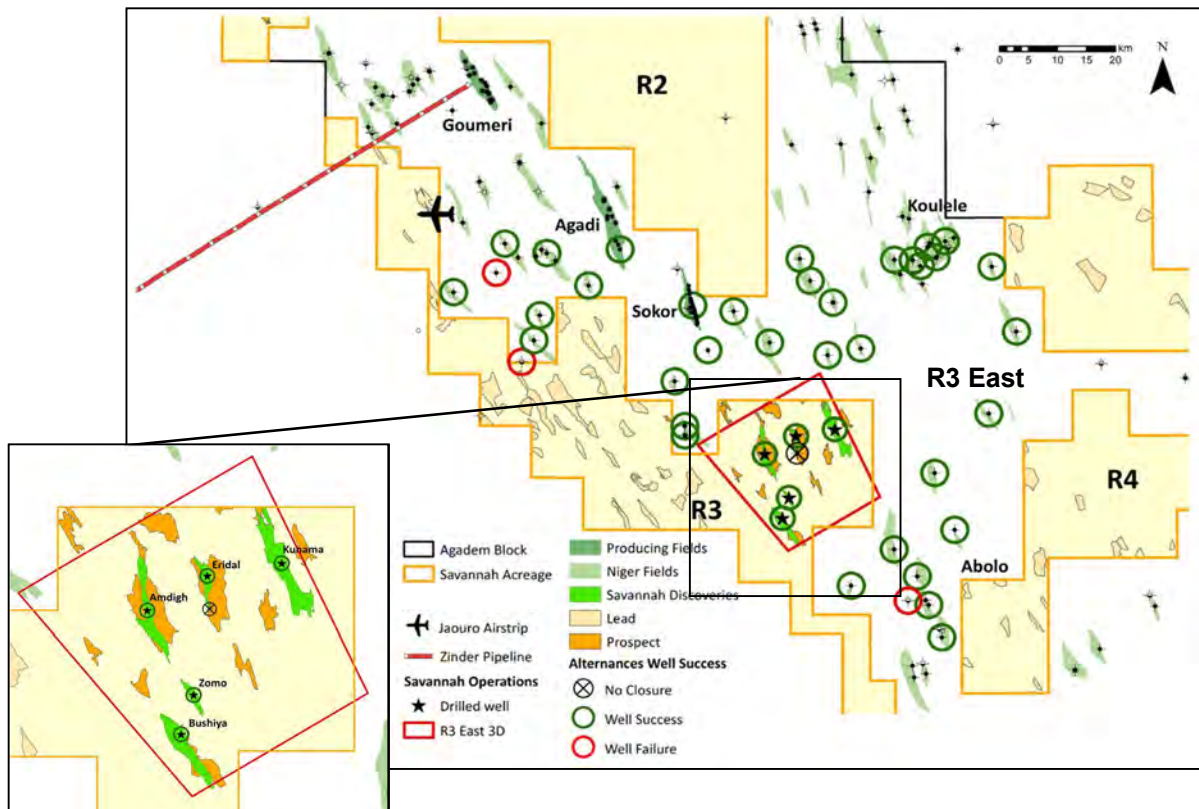 R2
0 5 10 15 20
km
N
Goumeri
Agadi
Koulele
Sokor
R3 East
R3
R4
Abolo
Kunama
Eridal
Amdigh
Zomo
Bushiya
Agadem Block
Savannah Acreage
Jaouro Airstrip
Zinder Pipeline
Savannah Operations
Drilled well
R3 East 3D
Producing Fields
Niger Fields
Savannah Discoveries
Lead
Prospect
Alternances Well Success
No Closure
Well Success
Well Failure